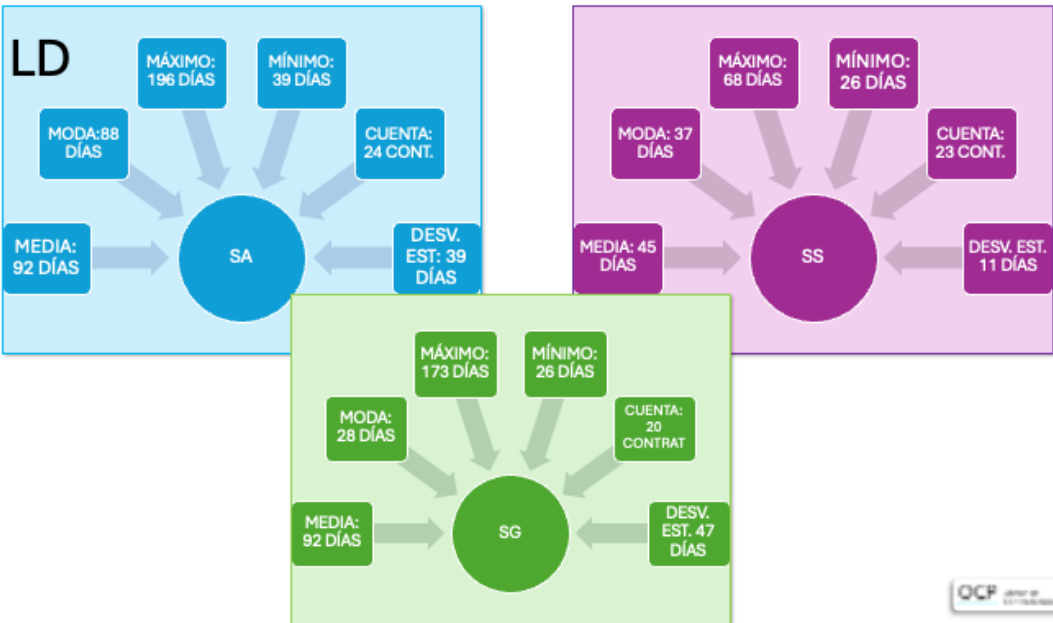 LD
MÁXIMO:
196 DÍAS
MÍNIMO:
39 DÍAS
MODA:88
DÍAS
CUENTA:
24 CONT.
MEDIA:
92 DÍAS
SA
DESV.
EST: 39
DÍAS
MÁXIMO:
68 DÍAS
MÍNIMO:
26 DÍAS
MODA: 37
DÍAS
CUENTA:
23 CONT.
MEDIA: 45
DÍAS
SS
DESV. EST.
11 DÍAS
MÁXIMO:
173 DÍAS
MÍNIMO:
26 DÍAS
MODA:
28 DÍAS
CUENTA:
20
CONTRAT
MEDIA:
92 DÍAS
SG
DESV.
EST. 47
DÍAS
OCP